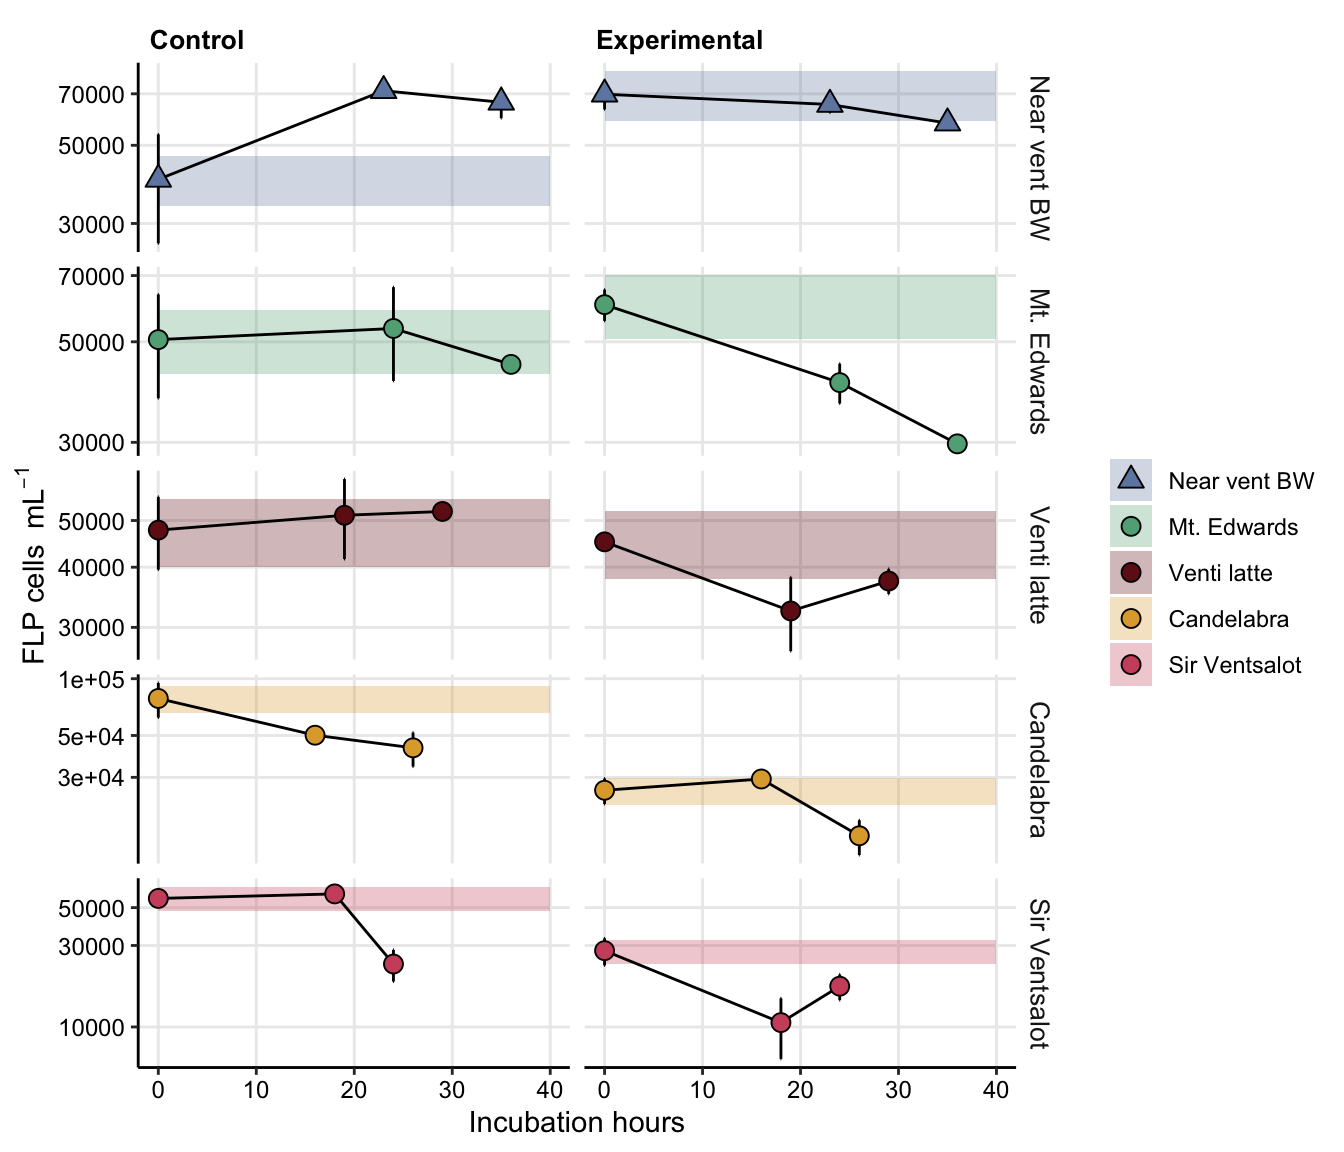 Control
Experimental
70000
50000
30000
Near vent BW
70000
50000
30000
Mt. Edwards
50000
40000
30000
Venti latte
1e+05
5e+04
3e+04
Candelabra
50000
30000
10000
Sir Ventsalot
0 10 20 30 40
0 10 20 30 40
Incubation hours
FLP cells mL⁻¹
Near vent BW
Mt. Edwards
Venti latte
Candelabra
Sir Ventsalot